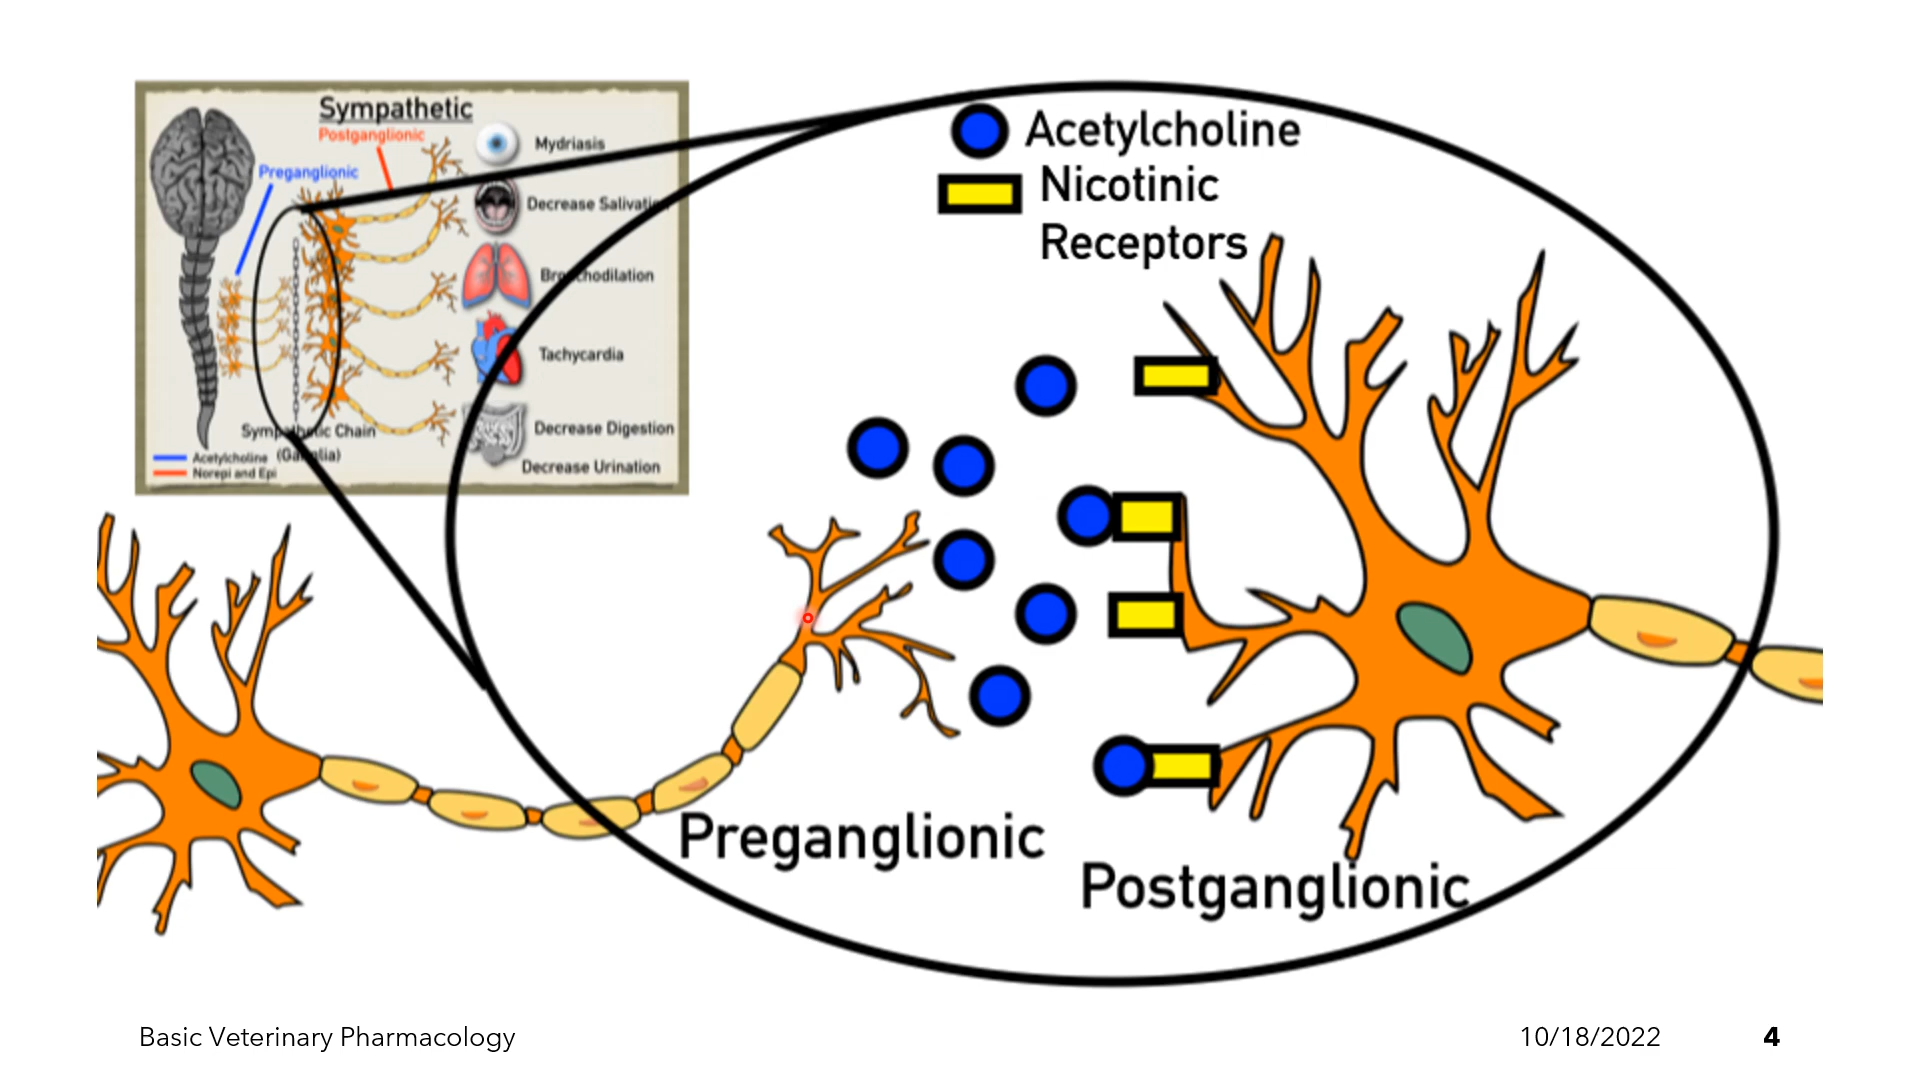 Sympathetic
Postganglionic
Preganglionic
Mydriasis
Decrease Salivation
Bronchodilation
Tachycardia
Decrease Digestion
Decrease Urination
Sympathetic Chain
(Ganglia)
Acetylcholine
Norepi and Epi
Acetylcholine
Nicotinic
Receptors
Preganglionic
Postganglionic
Basic Veterinary Pharmacology
10/18/2022
4